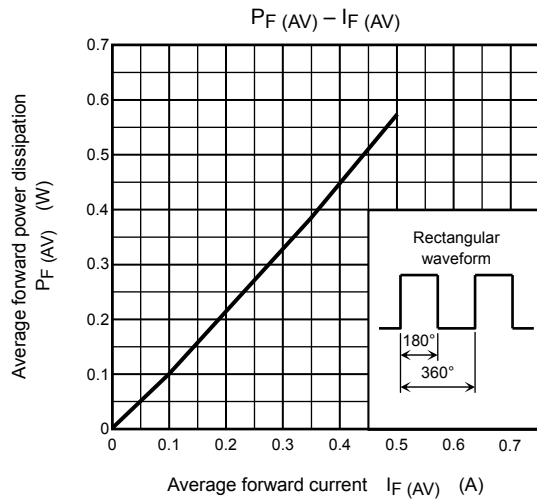 PF (AV) – IF (AV)
Average forward power dissipation
PF (AV) (W)
0.7
0.6
0.5
0.4
0.3
0.2
0.1
0
Rectangular
waveform
180°
360°
0 0.1 0.2 0.3 0.4 0.5 0.6 0.7
Average forward current IF (AV) (A)